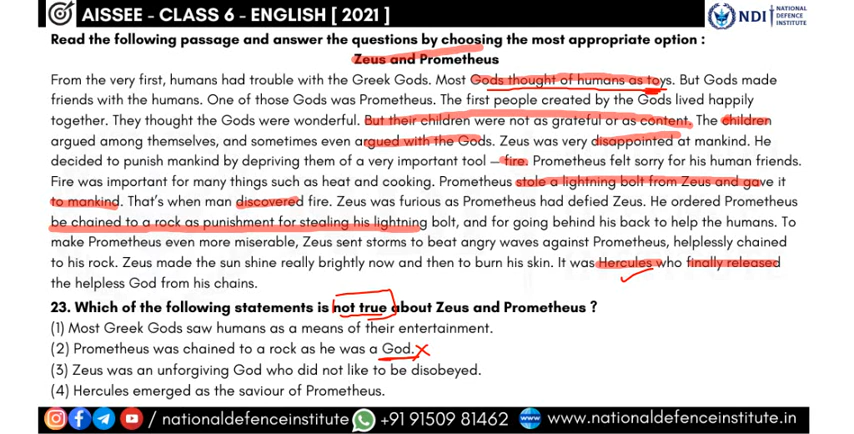 AISSEE - CLASS 6 - ENGLISH [ 2021 ]
NDI NATIONAL DEFENCE INSTITUTE
Read the following passage and answer the questions by choosing the most appropriate option :
Zeus and Prometheus
From the very first, humans had trouble with the Greek Gods. Most Gods thought of humans as toys. But Gods made
friends with the humans. One of those Gods was Prometheus. The first people created by the Gods lived happily
together. They thought the Gods were wonderful. But their children were not as grateful or as content. The children
argued among themselves, and sometimes even argued with the Gods. Zeus was very disappointed at mankind. He
decided to punish mankind by depriving them of a very important tool — fire. Prometheus felt sorry for his human friends.
Fire was important for many things such as heat and cooking. Prometheus stole a lightning bolt from Zeus and gave it
to mankind. That's when man discovered fire. Zeus was furious as Prometheus had defied Zeus. He ordered Prometheus
be chained to a rock as punishment for stealing his lightning bolt, and for going behind his back to help the humans. To
make Prometheus even more miserable, Zeus sent storms to beat angry waves against Prometheus, helplessly chained
to his rock. Zeus made the sun shine really brightly now and then to burn his skin. It was Hercules who finally released
the helpless God from his chains.
23. Which of the following statements is not true about Zeus and Prometheus ?
(1) Most Greek Gods saw humans as a means of their entertainment.
(2) Prometheus was chained to a rock as he was a God.
(3) Zeus was an unforgiving God who did not like to be disobeyed.
(4) Hercules emerged as the saviour of Prometheus.
/ nationaldefenceinstitute +91 91509 81462 www.nationaldefenceinstitute.in